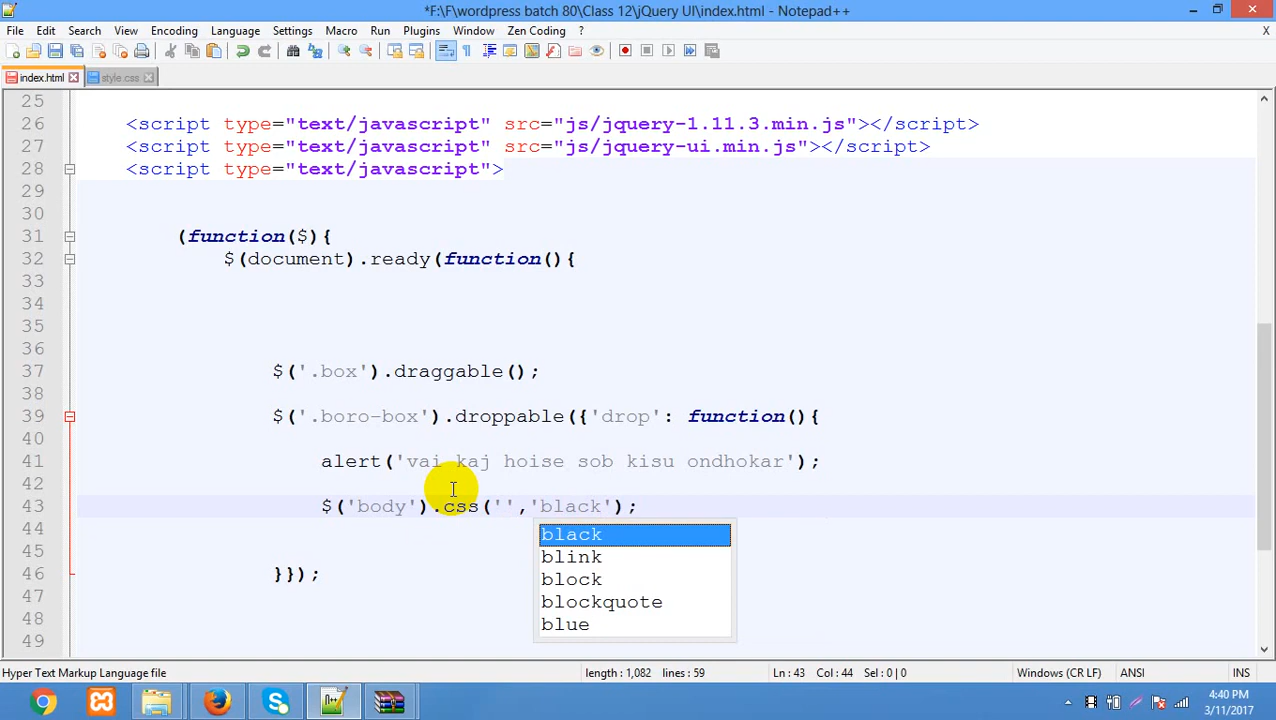 *F:\F\wordpress batch 80\Class 12\jQuery UI\index.html - Notepad++
File Edit Search View Encoding Language Settings Macro Run Plugins Window Zen Coding ? X
index.html style.css
25
26 <script type="text/javascript" src="js/jquery-1.11.3.min.js"></script>
27 <script type="text/javascript" src="js/jquery-ui.min.js"></script>
28 <script type="text/javascript">
29
30
31 (function($){
32 $(document).ready(function(){
33
34
35
36
37 $('.box').draggable();
38
39 $('.boro-box').droppable({'drop': function(){
40
41 alert('vai kaj hoise sob kisu ondhokar');
42
43 $('body').css('','black');
44
45
46 }});
47
48
49
black
blink
block
blockquote
blue
Hyper Text Markup Language file length : 1,082 lines : 59 Ln : 43 Col : 44 Sel : 0 | 0 Windows (CR LF) ANSI INS
4:40 PM
3/11/2017